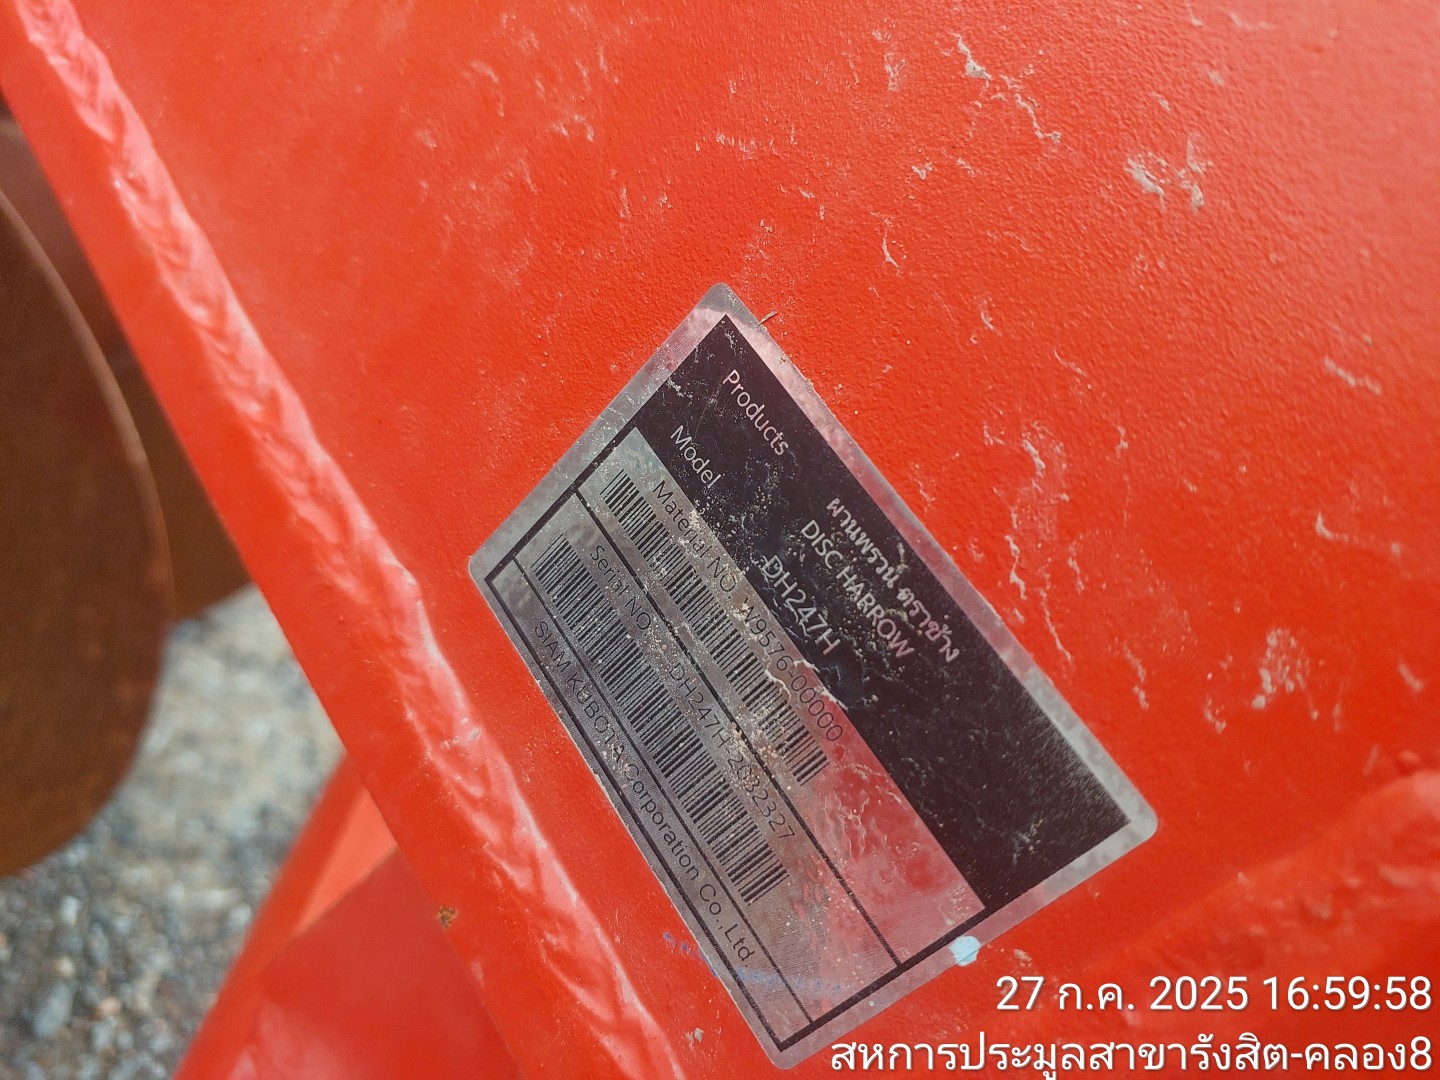 Products ผานพรวน ตราช้าง
DISC HARROW
Model DH247H
Material NO. W9576-00000
Serial NO. DH247H-2032327
SIAM KUBOTA Corporation Co.,Ltd.
27 ก.ค. 2025 16:59:58
สหการประมูลสาขารังสิต-คลอง8